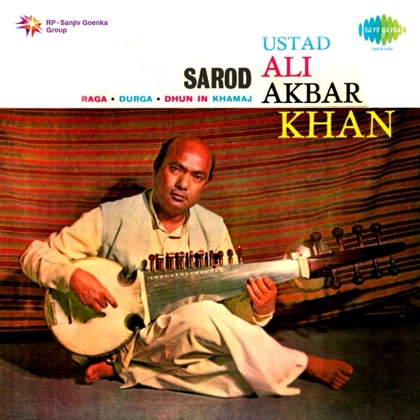 RP - Sanjiv Goenka
Group
saregama
USTAD
ALI
AKBAR
KHAN
SAROD
RAGA • DURGA • DHUN IN KHAMAJ